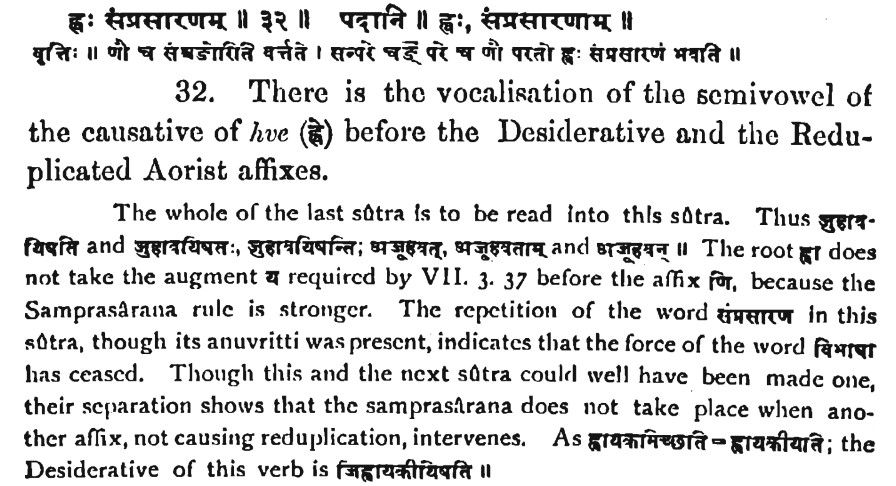 ह्वः संप्रसारणम् ॥ ३२ ॥ पदानि ॥ ह्वः, संप्रसारणाम् ॥
वृत्तिः ॥ णौ च संश्चङोरिति वर्त्तते । सन्परे चङ् परे च णौ परतो ह्वः संप्रसारणं भवति ॥
32. There is the vocalisation of the semivowel of
the causative of hve (ह्वे) before the Desiderative and the Redu-
plicated Aorist affixes.
The whole of the last sûtra is to be read into this sûtra. Thus जुहाव-
यिषति and जुहावयिषतः, जुहावयिषन्ति; अजूहवत्, अजूहवताम् and अजूहवन् ॥ The root ह्वा does
not take the augment य required by VII. 3. 37 before the affix णि, because the
Samprasârana rule is stronger. The repetition of the word संप्रसारण in this
sûtra, though its anuvritti was present, indicates that the force of the word विभाषा
has ceased. Though this and the next sûtra could well have been made one,
their separation shows that the samprasârana does not take place when ano-
ther affix, not causing reduplication, intervenes. As ह्वायकमिच्छति = ह्वायकीयति; the
Desiderative of this verb is जिह्वायकीयिषति ॥